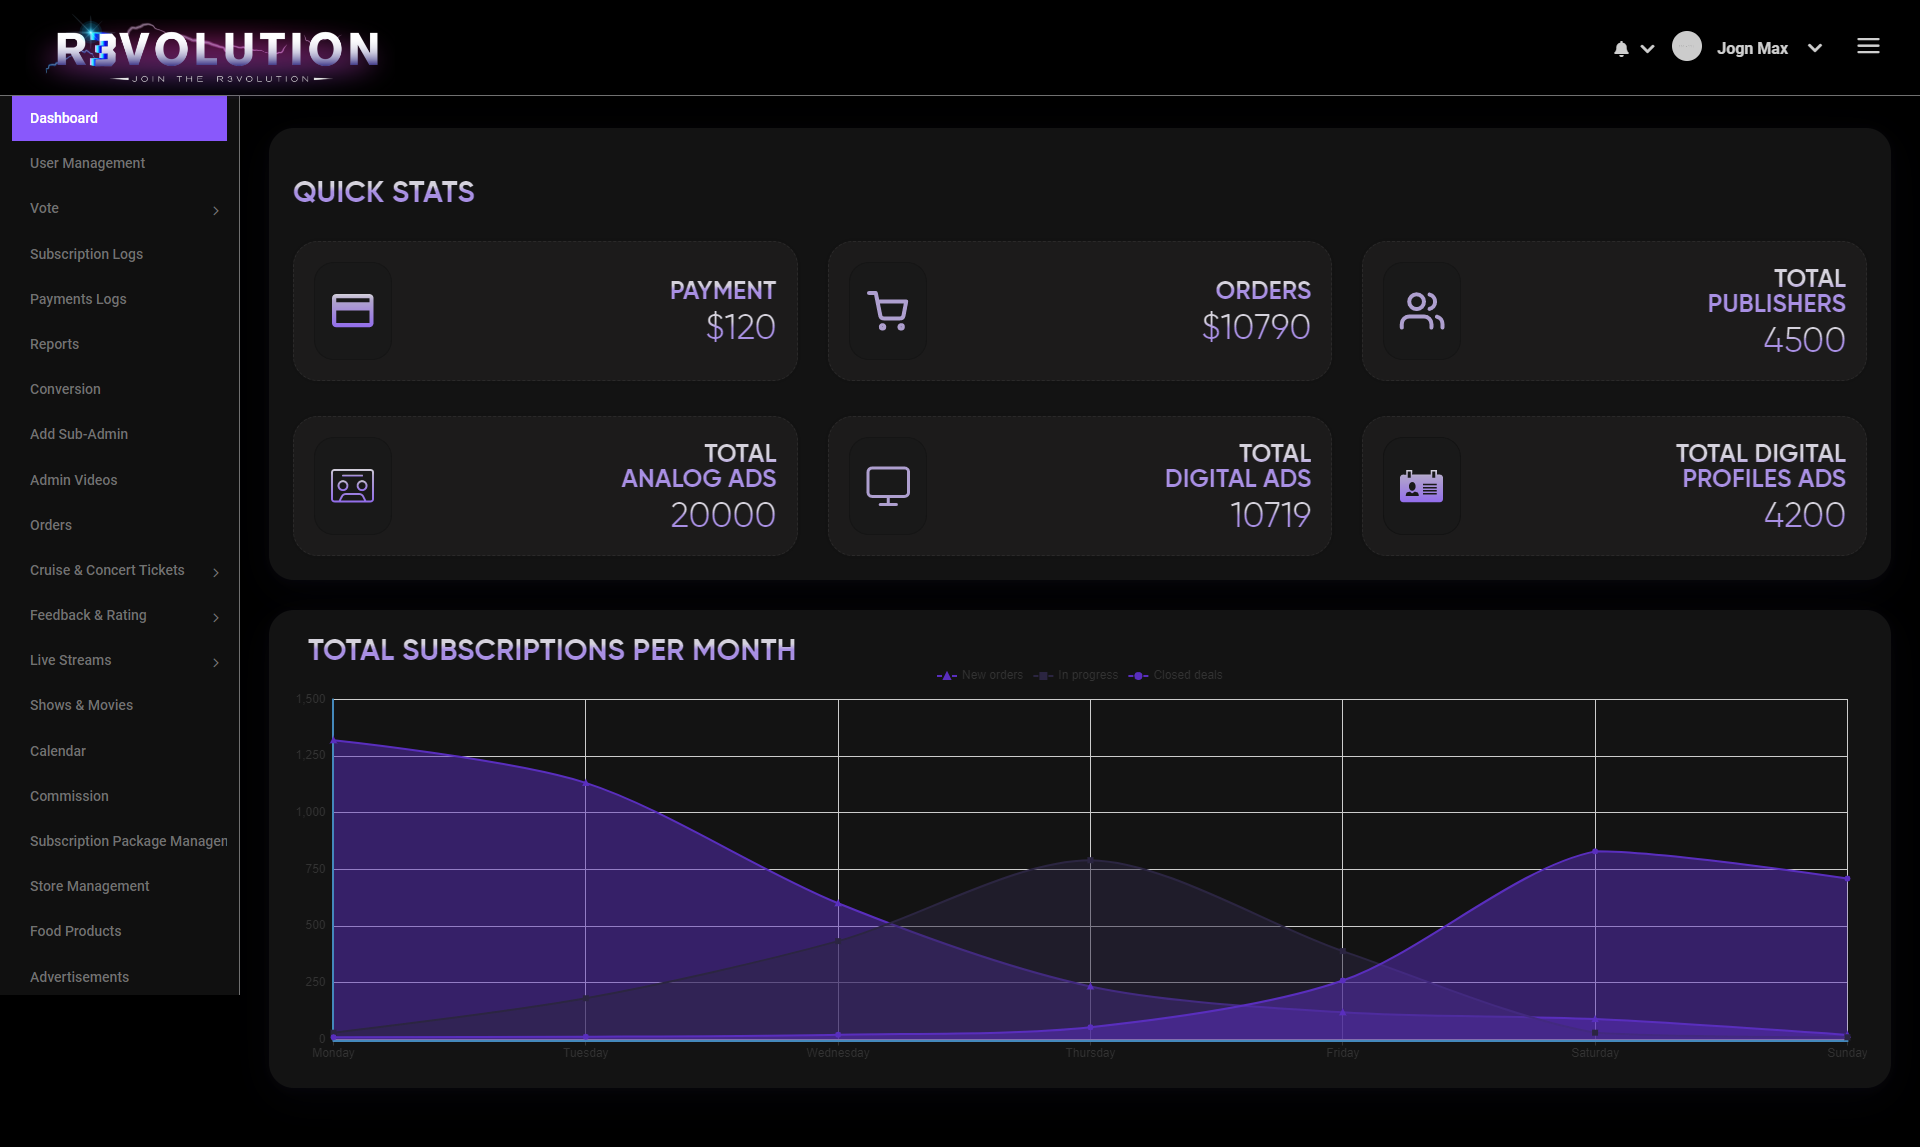 R3VOLUTION
JOIN THE R3VOLUTION
Jogn Max
Dashboard
User Management
Vote
Subscription Logs
Payments Logs
Reports
Conversion
Add Sub-Admin
Admin Videos
Orders
Cruise & Concert Tickets
Feedback & Rating
Live Streams
Shows & Movies
Calendar
Commission
Subscription Package Managen
Store Management
Food Products
Advertisements
QUICK STATS
PAYMENT
$120
ORDERS
$10790
TOTAL
PUBLISHERS
4500
TOTAL
ANALOG ADS
20000
TOTAL
DIGITAL ADS
10719
TOTAL DIGITAL
PROFILES ADS
4200
TOTAL SUBSCRIPTIONS PER MONTH
New orders In progress Closed deals
1,500
1,250
1,000
750
500
250
0
Monday Tuesday Wednesday Thursday Friday Saturday Sunday